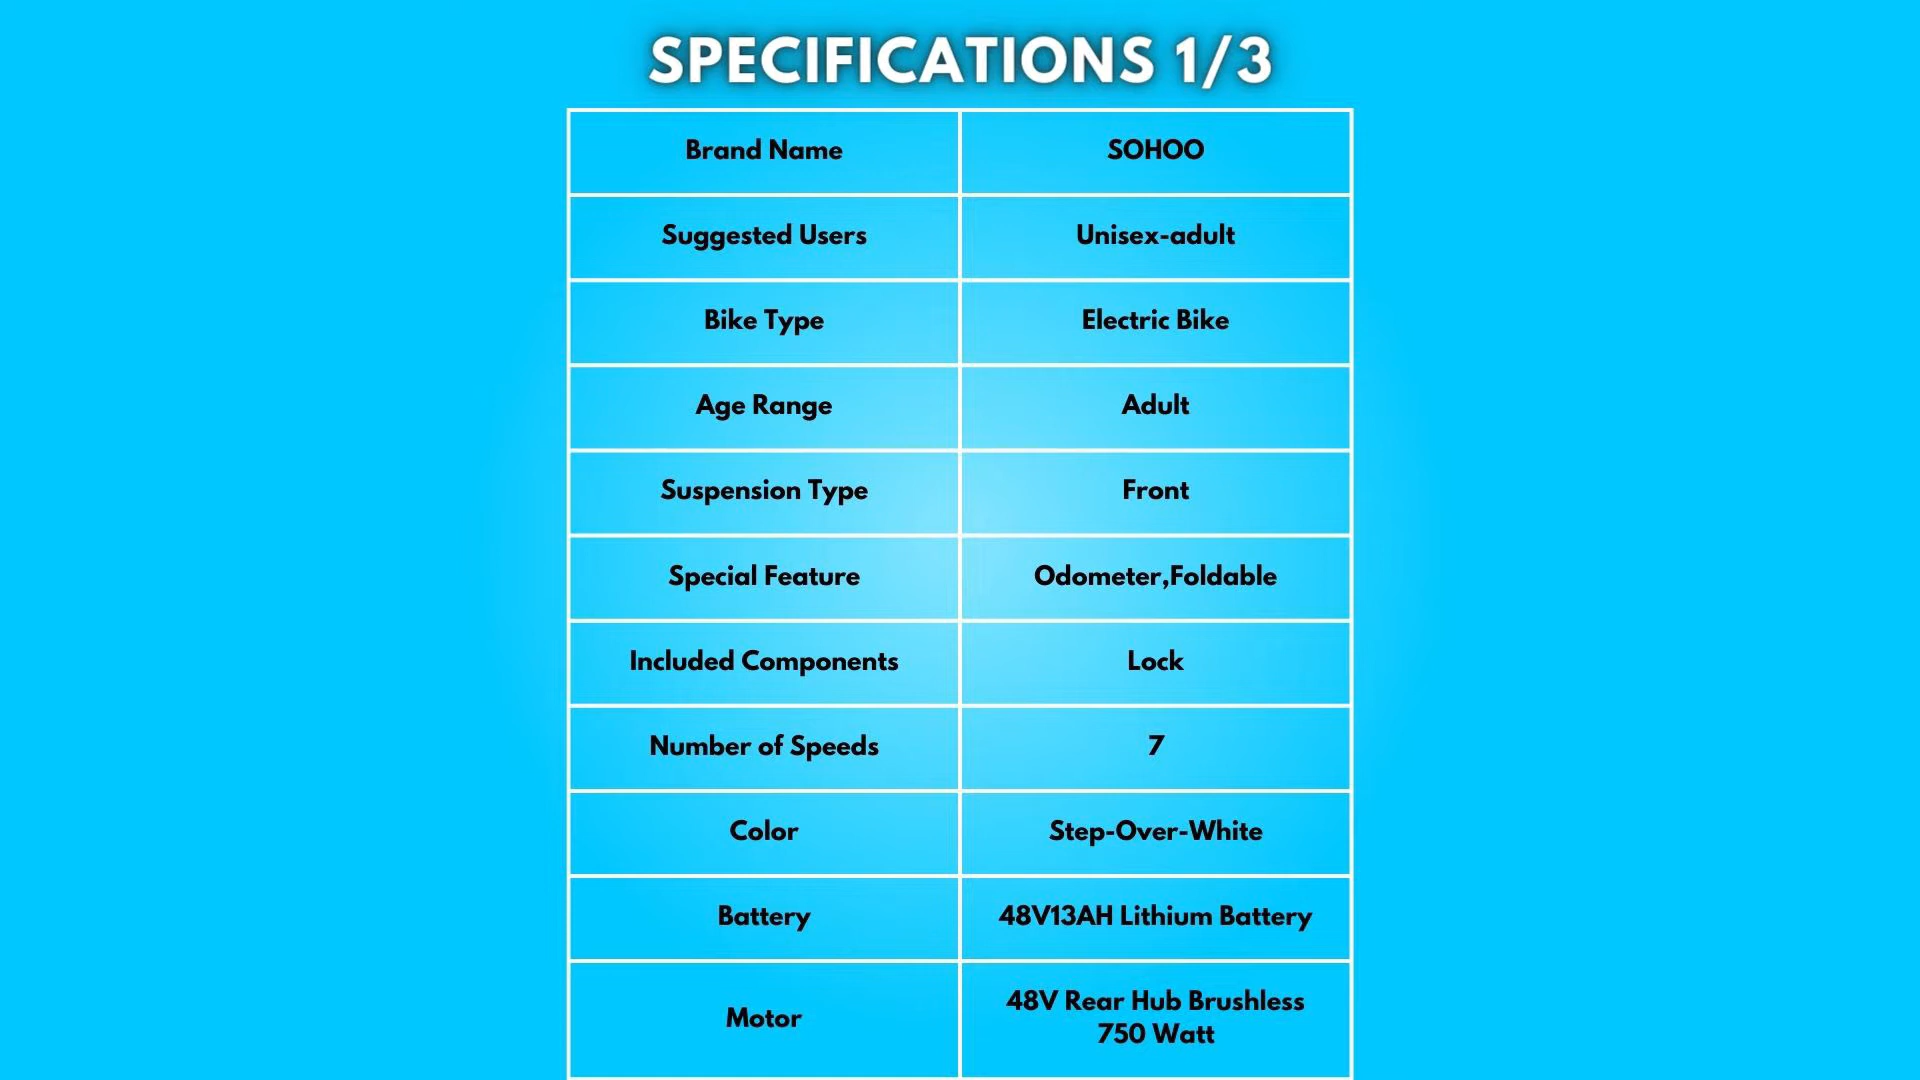 SPECIFICATIONS 1/3
Brand Name
SOHOO
Suggested Users
Unisex-adult
Bike Type
Electric Bike
Age Range
Adult
Suspension Type
Front
Special Feature
Odometer,Foldable
Included Components
Lock
Number of Speeds
7
Color
Step-Over-White
Battery
48V13AH Lithium Battery
Motor
48V Rear Hub Brushless
750 Watt